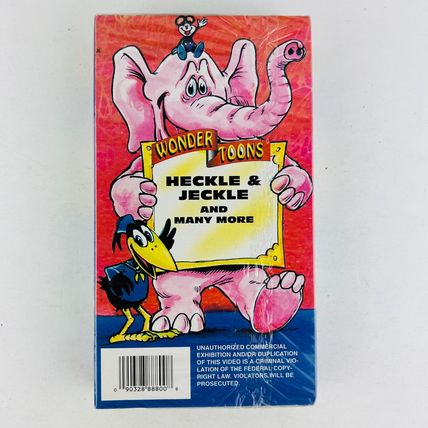 WONDER TOONS
HECKLE &
JECKLE
AND
MANY MORE
UNAUTHORIZED COMMERCIAL
EXHIBITION AND/OR DUPLICATION
OF THIS VIDEO IS A CRIMINAL VIO-
LATION OF THE FEDERAL COPY-
RIGHT LAW. VIOLATORS WILL BE
PROSECUTED.
0 90328 88800 6